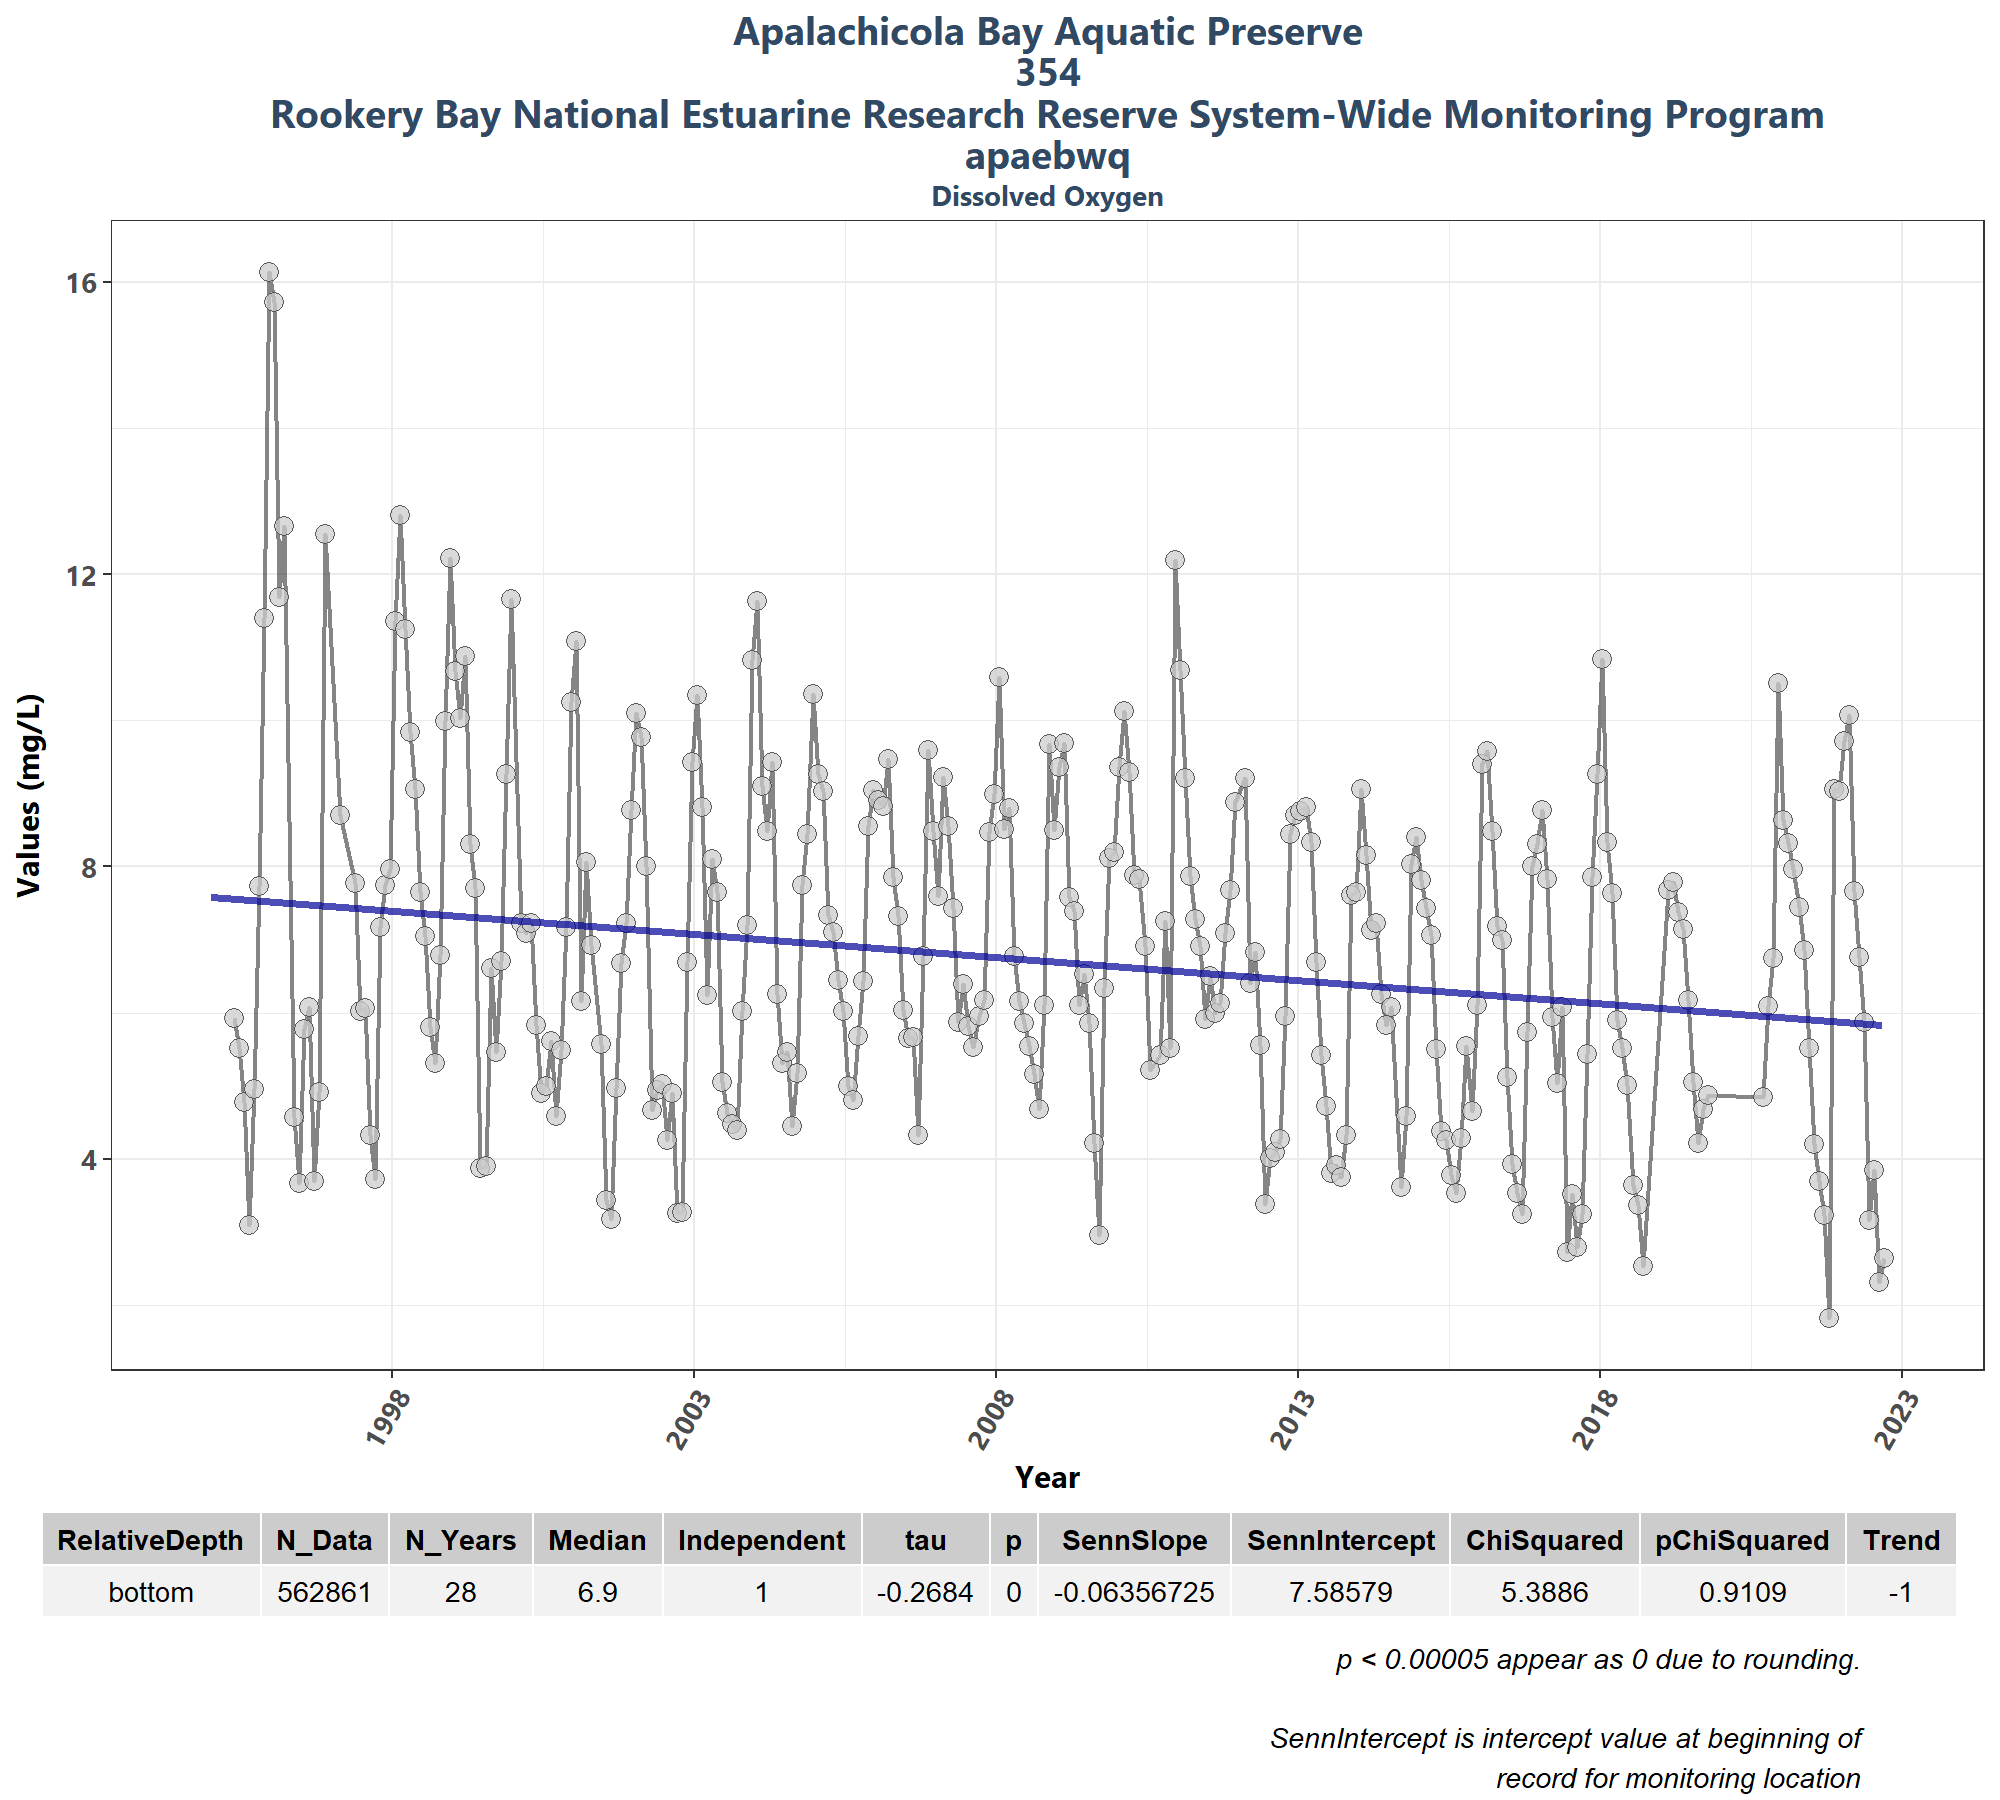 Apalachicola Bay Aquatic Preserve
354
Rookery Bay National Estuarine Research Reserve System-Wide Monitoring Program
apaebwq
Dissolved Oxygen
16
12
8
4
Values (mg/L)
1998
2003
2008
2013
2018
2023
Year
RelativeDepth N_Data N_Years Median Independent tau p SennSlope SennIntercept ChiSquared pChiSquared Trend
bottom 562861 28 6.9 1 -0.2684 0 -0.06356725 7.58579 5.3886 0.9109 -1
p < 0.00005 appear as 0 due to rounding.
SennIntercept is intercept value at beginning of
record for monitoring location